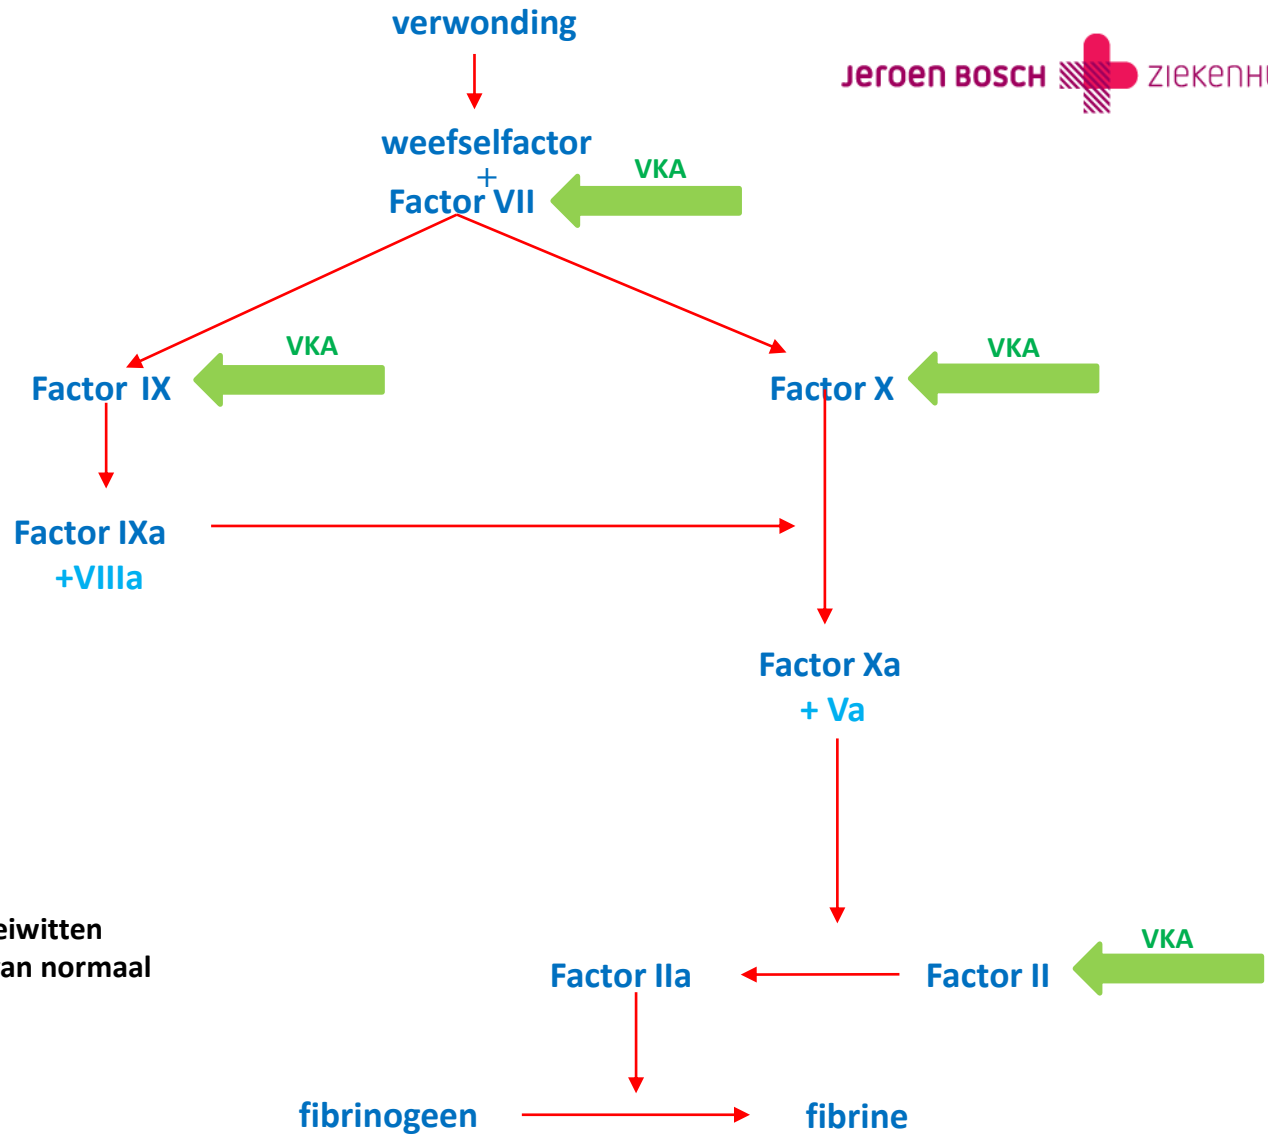 verwonding
JEROEN BOSCH ZIEKENHU
weefselfactor
+
Factor VII
VKA
VKA
VKA
Factor IX
Factor X
Factor IXa
+VIIIa
Factor Xa
+ Va
eiwitten
an normaal
VKA
Factor IIa
Factor II
fibrinogeen
fibrine